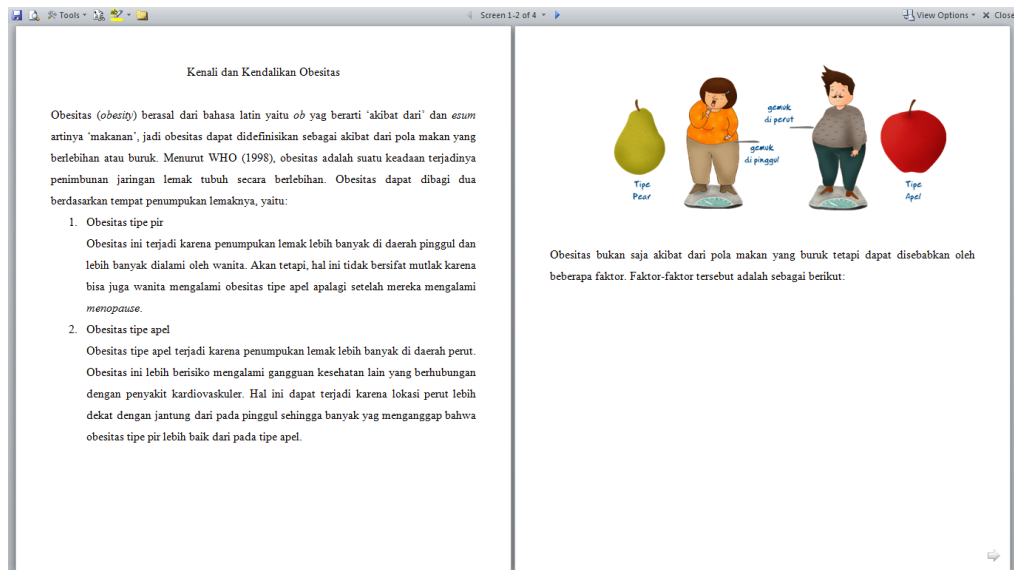 Tools
Screen 1-2 of 4
View Options
Close
Kenali dan Kendalikan Obesitas
Obesitas (obesity) berasal dari bahasa latin yaitu ob yag berarti ‘akibat dari’ dan esum
artinya ‘makanan’, jadi obesitas dapat didefinisikan sebagai akibat dari pola makan yang
berlebihan atau buruk. Menurut WHO (1998), obesitas adalah suatu keadaan terjadinya
penimbunan jaringan lemak tubuh secara berlebihan. Obesitas dapat dibagi dua
berdasarkan tempat penumpukan lemaknya, yaitu:
1. Obesitas tipe pir
Obesitas ini terjadi karena penumpukan lemak lebih banyak di daerah pinggul dan
lebih banyak dialami oleh wanita. Akan tetapi, hal ini tidak bersifat mutlak karena
bisa juga wanita mengalami obesitas tipe apel apalagi setelah mereka mengalami
menopause.
2. Obesitas tipe apel
Obesitas tipe apel terjadi karena penumpukan lemak lebih banyak di daerah perut.
Obesitas ini lebih berisiko mengalami gangguan kesehatan lain yang berhubungan
dengan penyakit kardiovaskuler. Hal ini dapat terjadi karena lokasi perut lebih
dekat dengan jantung dari pada pinggul sehingga banyak yag menganggap bahwa
obesitas tipe pir lebih baik dari pada tipe apel.
gemuk
di perut
gemuk
di pinggul
Tipe
Pear
Tipe
Apel
Obesitas bukan saja akibat dari pola makan yang buruk tetapi dapat disebabkan oleh
beberapa faktor. Faktor-faktor tersebut adalah sebagai berikut: